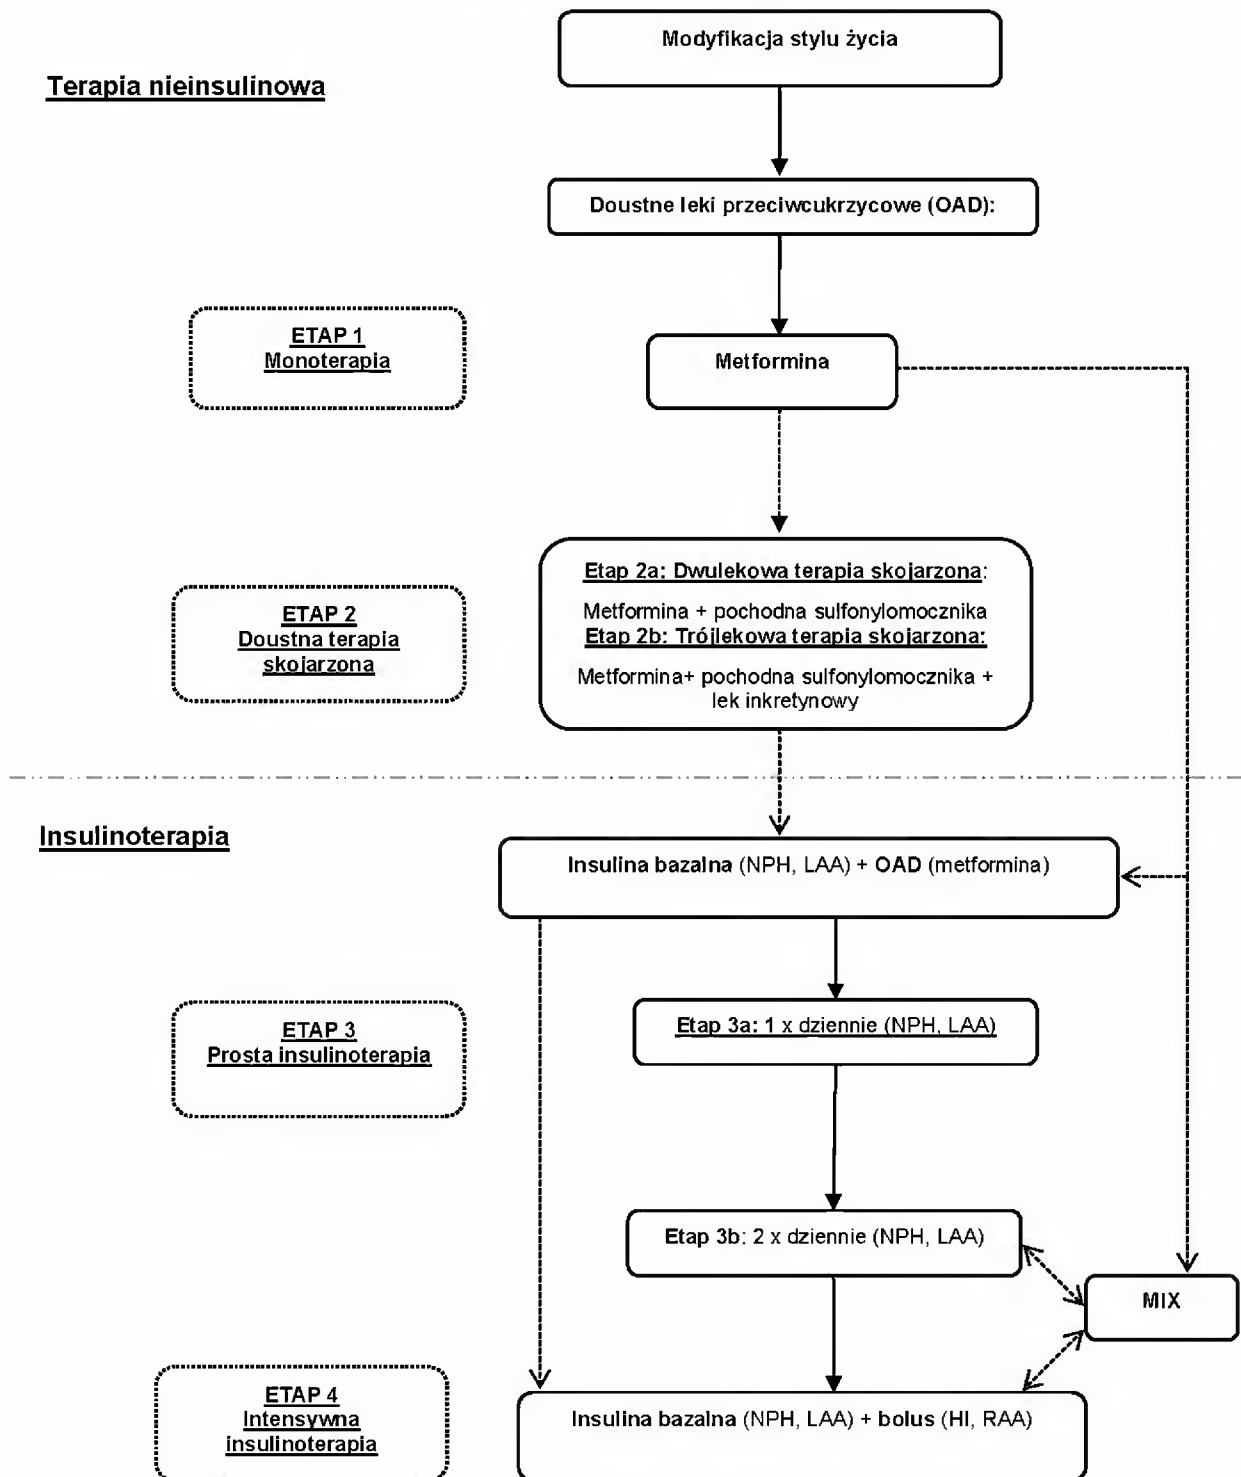 Modyfikacja stylu życia
Terapia nieinsulinowa
Doustne leki przeciwcukrzycowe (OAD):
ETAP 1
Monoterapia
Metformina
Etap 2a: Dwulekowa terapia skojarzona:
Metformina + pochodna sulfonylomocznika
Etap 2b: Trójlekowa terapia skojarzona:
Metformina+ pochodna sulfonylomocznika +
lek inkretynowy
ETAP 2
Doustna terapia
skojarzona
Insulinoterapia
Insulina bazalna (NPH, LAA) + OAD (metformina)
ETAP 3
Prosta insulinoterapia
Etap 3a: 1 x dziennie (NPH, LAA)
Etap 3b: 2 x dziennie (NPH, LAA)
MIX
ETAP 4
Intensywna
insulinoterapia
Insulina bazalna (NPH, LAA) + bolus (HI, RAA)